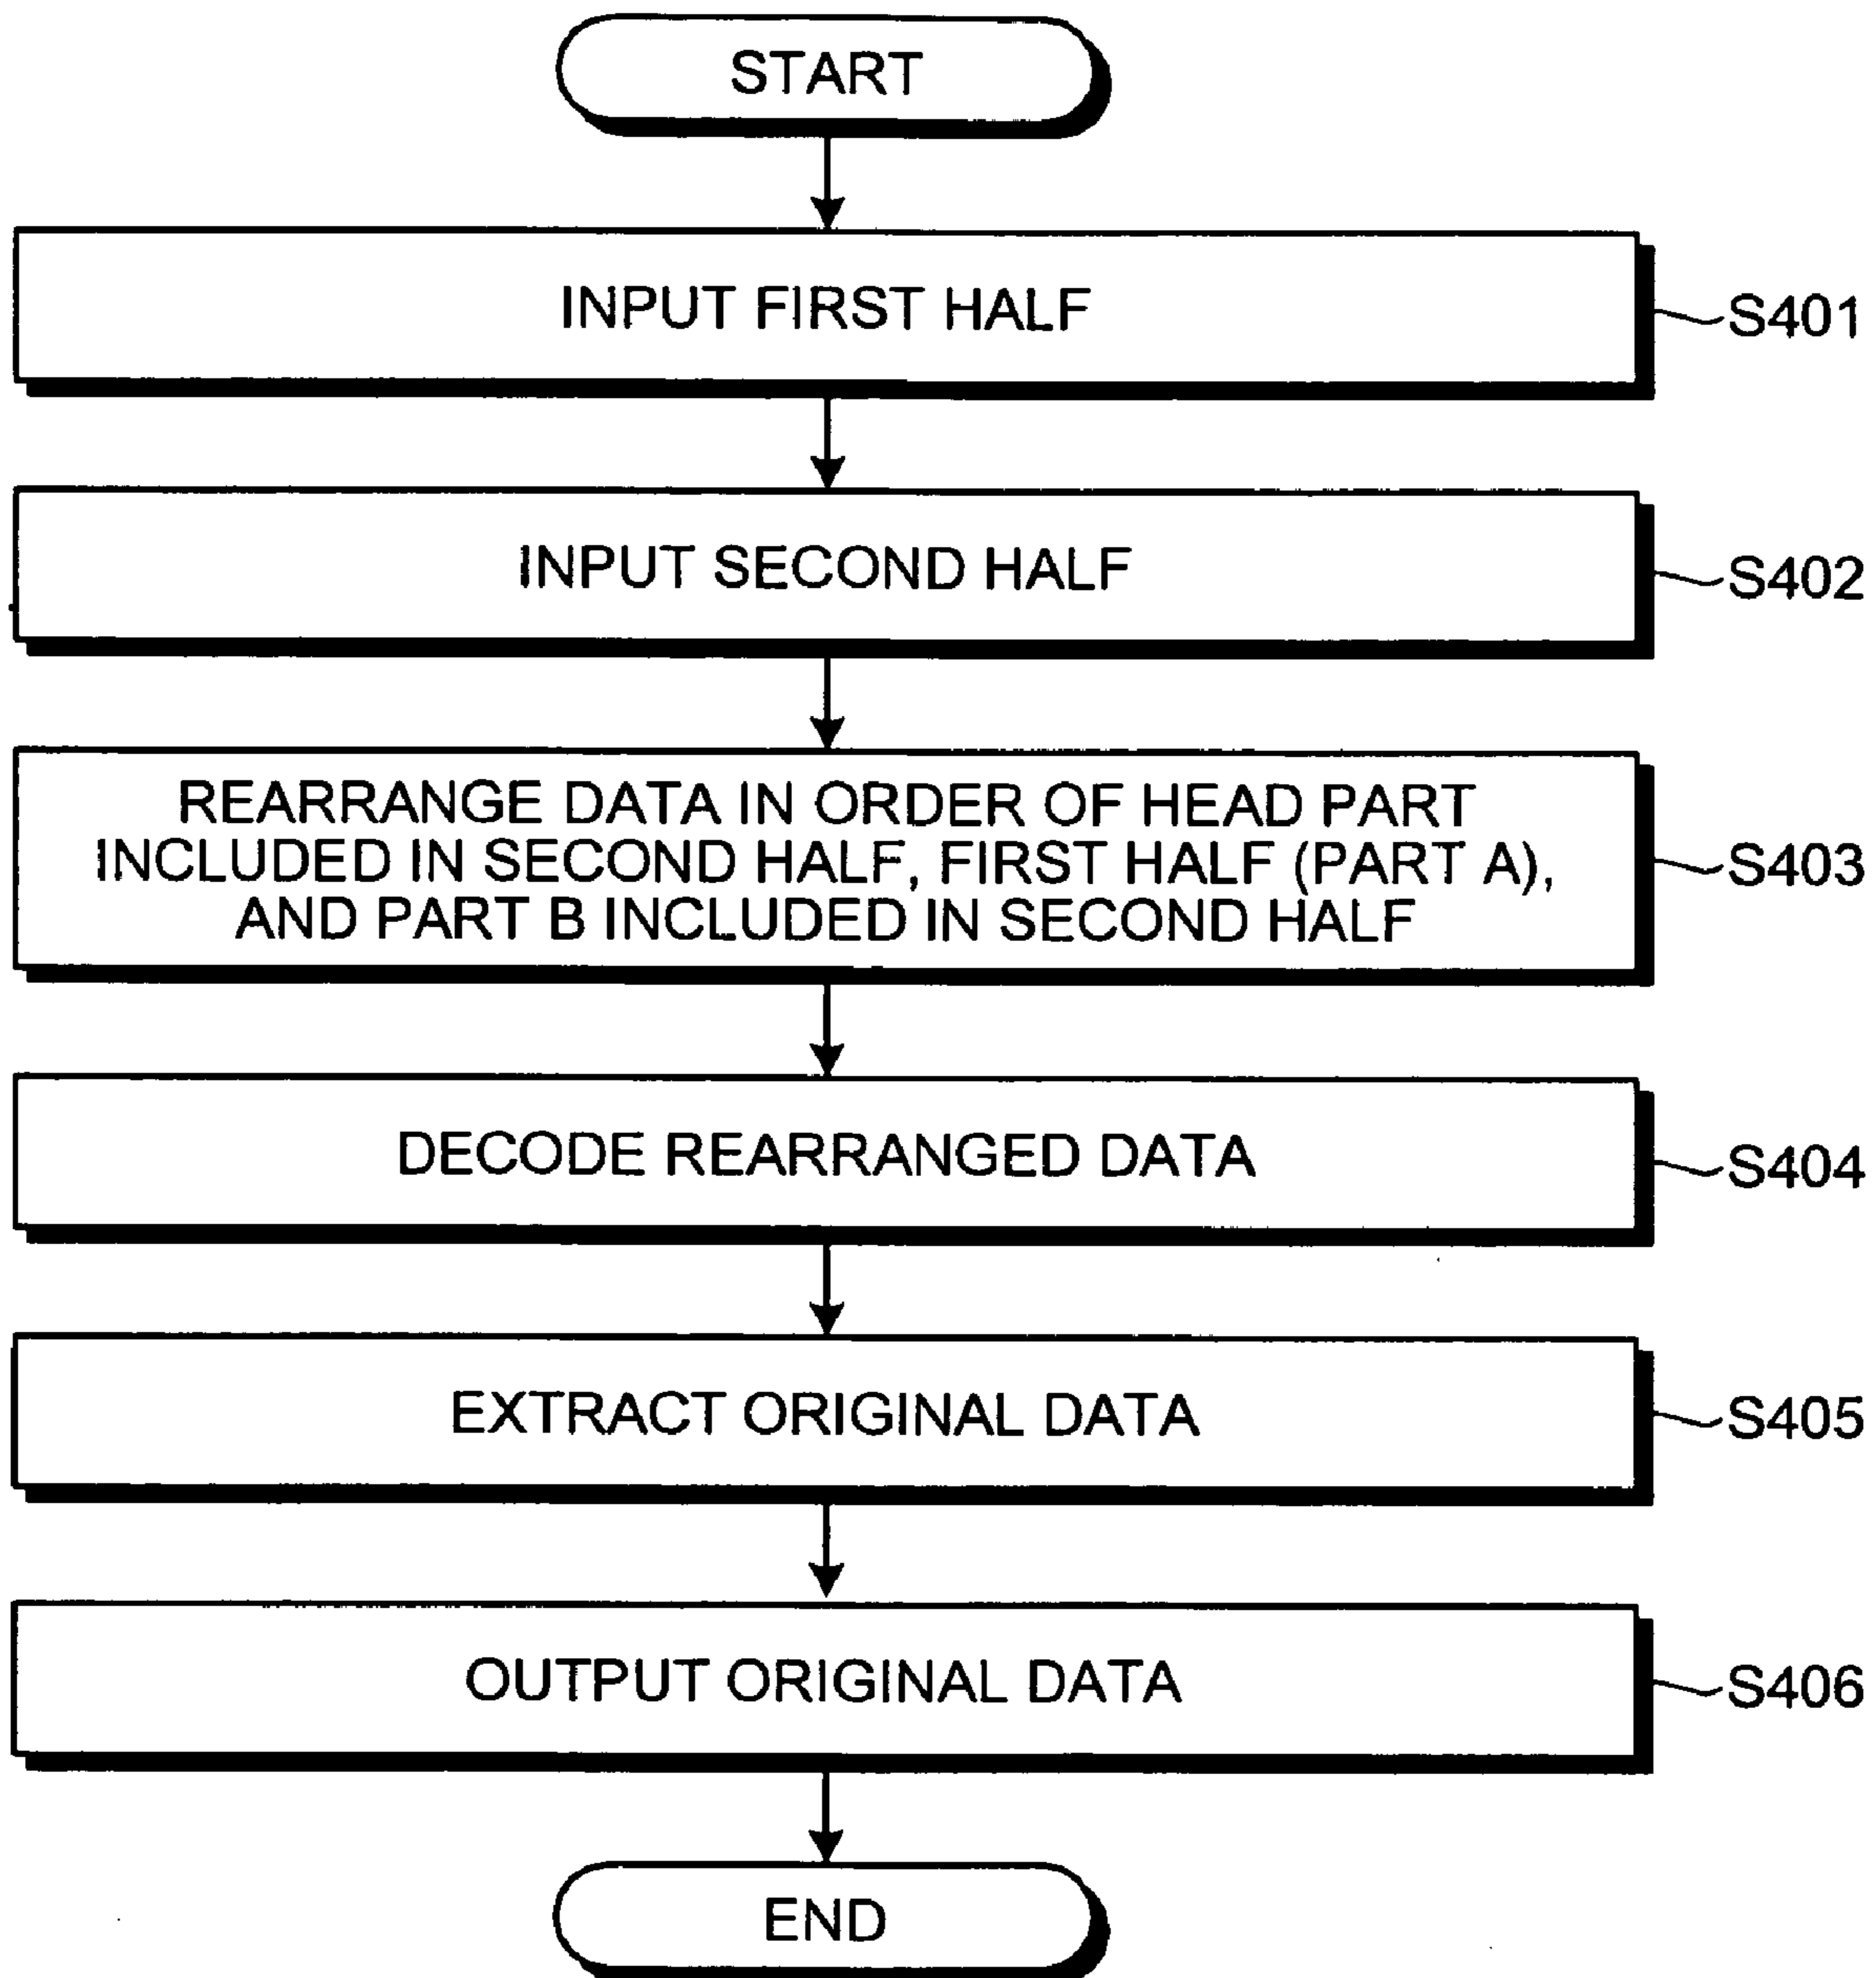 START
INPUT FIRST HALF
S401
INPUT SECOND HALF
S402
REARRANGE DATA IN ORDER OF HEAD PART
INCLUDED IN SECOND HALF, FIRST HALF (PART A),
AND PART B INCLUDED IN SECOND HALF
S403
DECODE REARRANGED DATA
S404
EXTRACT ORIGINAL DATA
S405
OUTPUT ORIGINAL DATA
S406
END